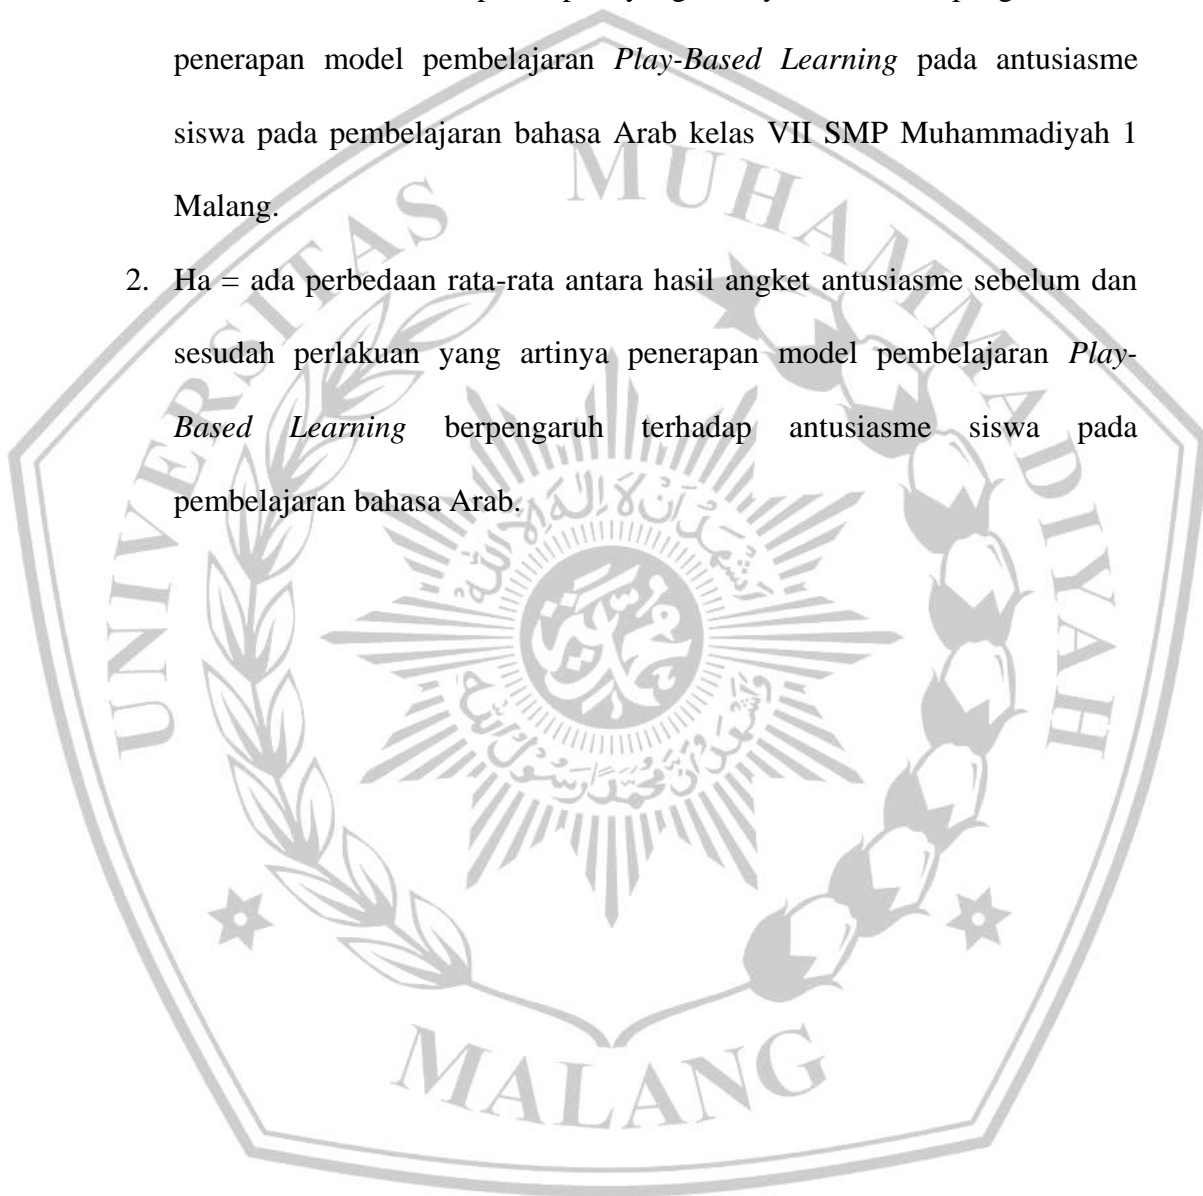 penerapan model pembelajaran Play-Based Learning pada antusiasme
siswa pada pembelajaran bahasa Arab kelas VII SMP Muhammadiyah 1
Malang.
2. Ha = ada perbedaan rata-rata antara hasil angket antusiasme sebelum dan
sesudah perlakuan yang artinya penerapan model pembelajaran Play-
Based Learning berpengaruh terhadap antusiasme siswa pada
pembelajaran bahasa Arab.
UNIVERSITAS MUHAMMADIYAH
MALANG